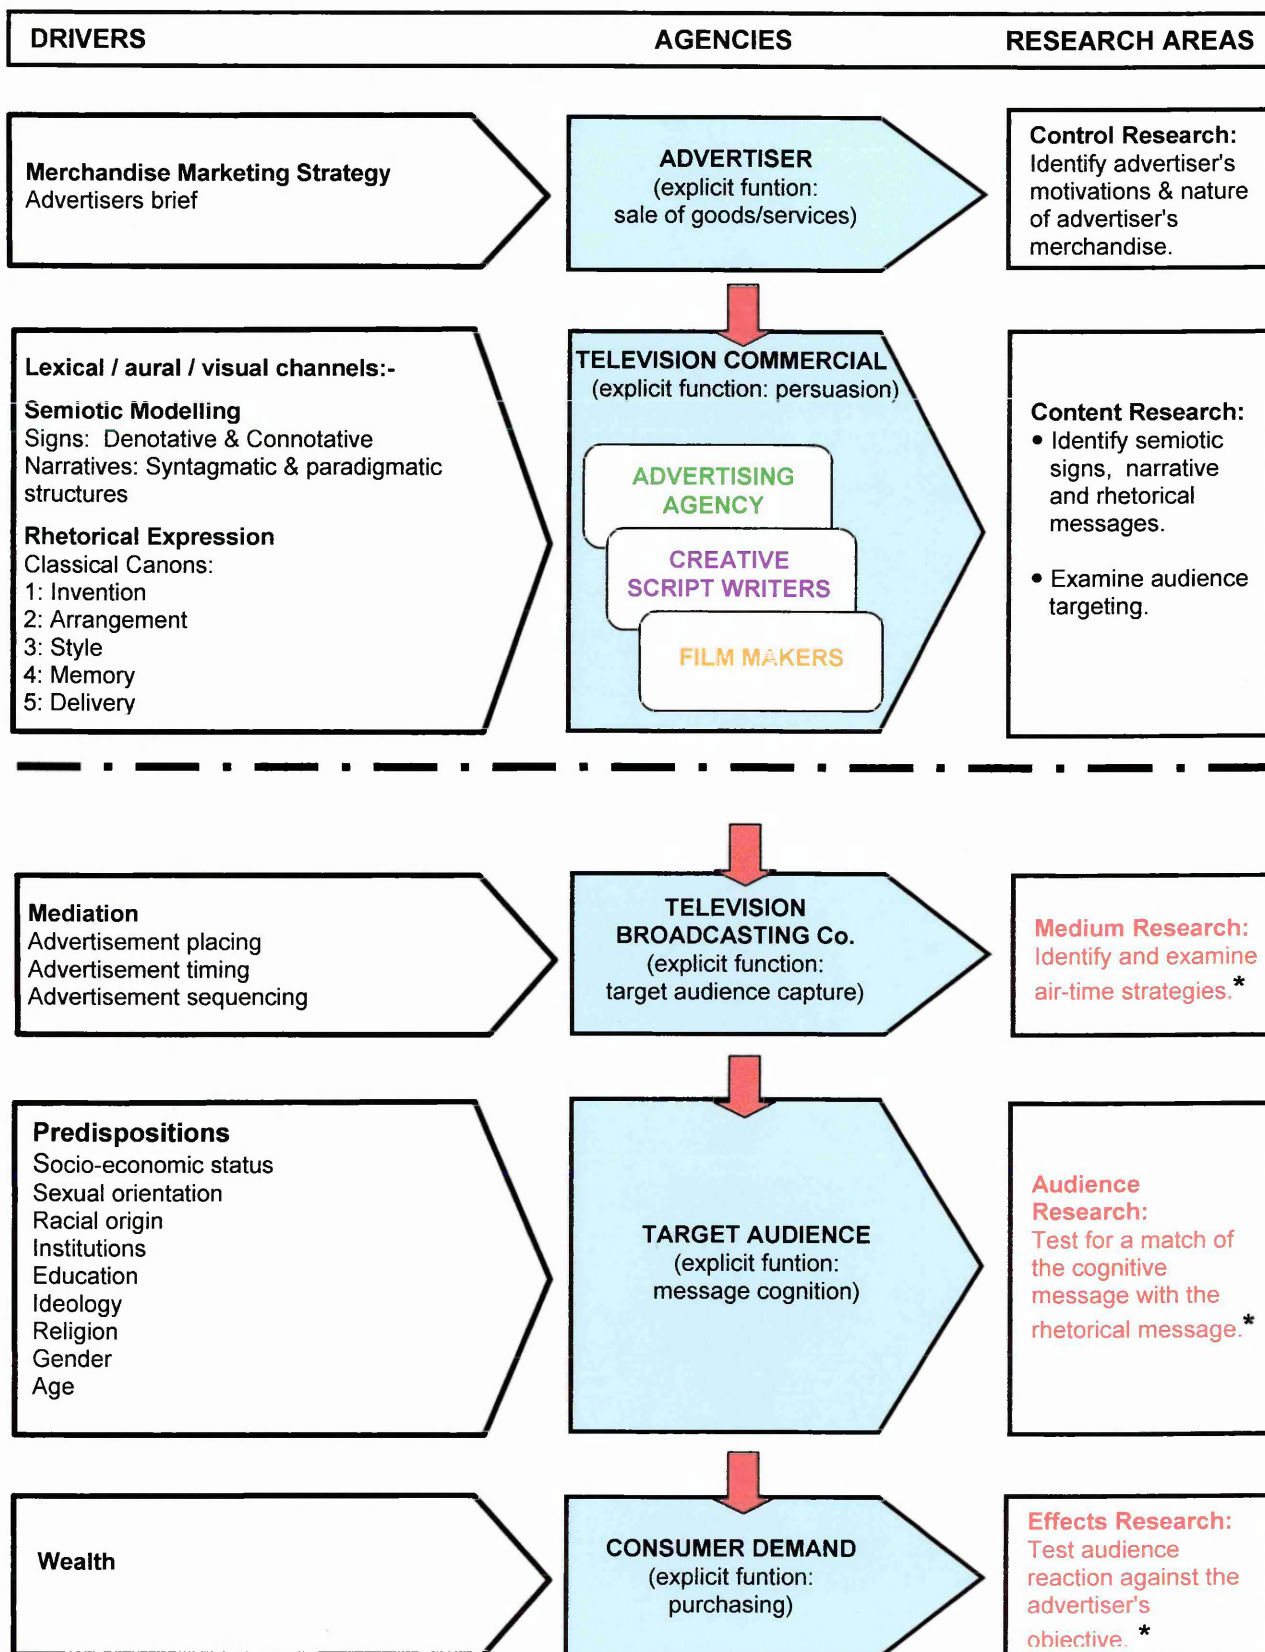 DRIVERS AGENCIES RESEARCH AREAS
Merchandise Marketing Strategy
Advertisers brief
ADVERTISER
(explicit funtion:
sale of goods/services)
Control Research:
Identify advertiser's
motivations & nature
of advertiser's
merchandise.
Lexical / aural / visual channels:-
Semiotic Modelling
Signs: Denotative & Connotative
Narratives: Syntagmatic & paradigmatic
structures
Rhetorical Expression
Classical Canons:
1: Invention
2: Arrangement
3: Style
4: Memory
5: Delivery
TELEVISION COMMERCIAL
(explicit function: persuasion)
ADVERTISING
AGENCY
CREATIVE
SCRIPT WRITERS
FILM MAKERS
Content Research:
• Identify semiotic
signs, narrative
and rhetorical
messages.
• Examine audience
targeting.
Mediation
Advertisement placing
Advertisement timing
Advertisement sequencing
TELEVISION
BROADCASTING Co.
(explicit function:
target audience capture)
Medium Research:
Identify and examine
air-time strategies.*
Predispositions
Socio-economic status
Sexual orientation
Racial origin
Institutions
Education
Ideology
Religion
Gender
Age
TARGET AUDIENCE
(explicit funtion:
message cognition)
Audience
Research:
Test for a match of
the cognitive
message with the
rhetorical message.*
Wealth
CONSUMER DEMAND
(explicit funtion:
purchasing)
Effects Research:
Test audience
reaction against the
advertiser's
objective. *